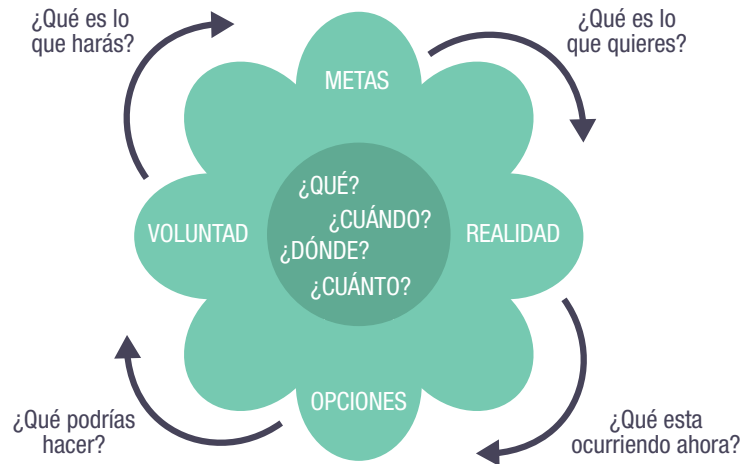 ¿Qué es lo
que harás?
¿Qué es lo
que quieres?
METAS
¿QUÉ?
¿CUÁNDO?
¿DÓNDE?
¿CUÁNTO?
VOLUNTAD
REALIDAD
OPCIONES
¿Qué podrías
hacer?
¿Qué esta
ocurriendo ahora?